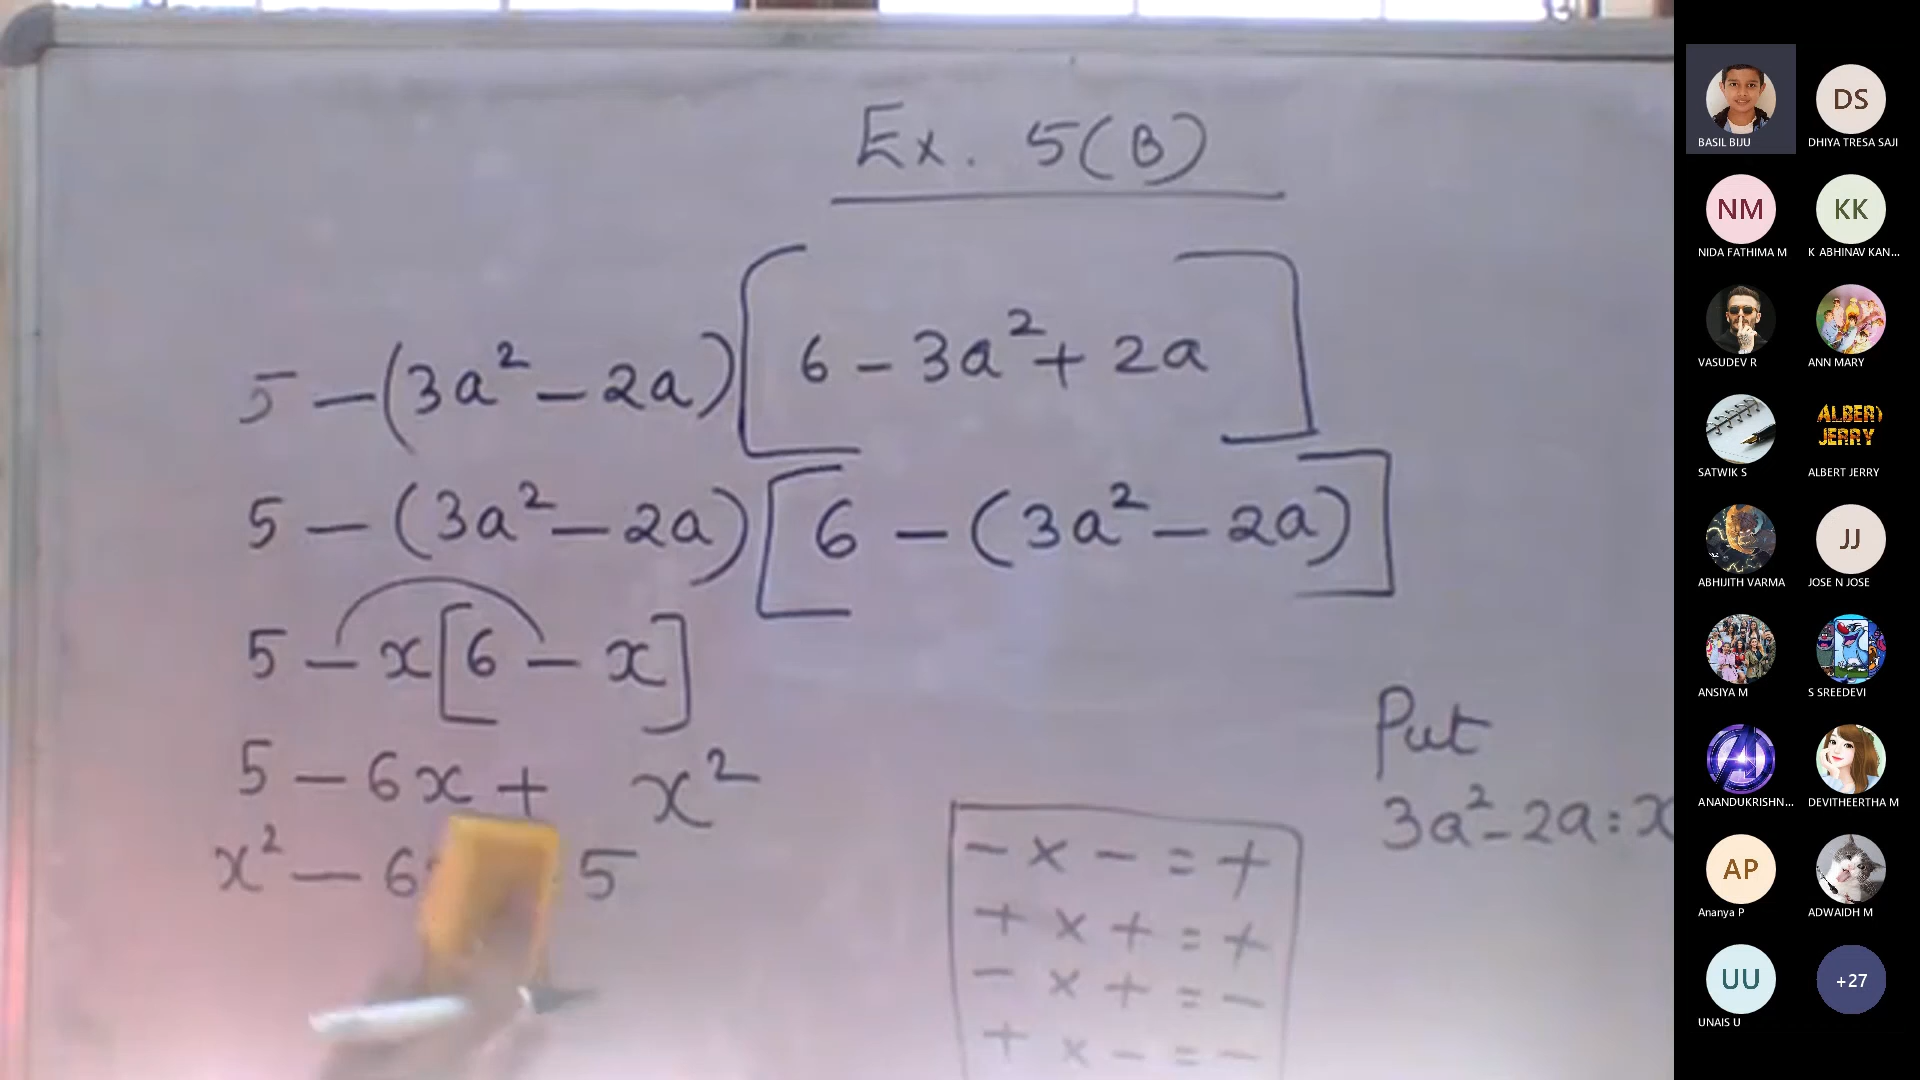 Ex. 5(B)
5 − (3a² − 2a) [ 6 − 3a² + 2a ]
5 − (3a² − 2a) [ 6 − (3a² − 2a) ]
5 − x [ 6 − x ]
5 − 6x + x²
x² − 6 5
Put
3a² − 2a = x
− x − = +
+ x + = +
− x + = −
+ x − = −
BASIL BIJU
DS
DHIYA TRESA SAJI
NM
NIDA FATHIMA M
KK
K ABHINAV KAN...
VASUDEV R
ANN MARY
SATWIK S
ALBERT
JERRY
ALBERT JERRY
ABHIJITH VARMA
JJ
JOSE N JOSE
ANSIYA M
S SREEDEVI
ANANDUKRISHN...
DEVITHEERTHA M
AP
Ananya P
ADWAIDH M
UU
UNAIS U
+27